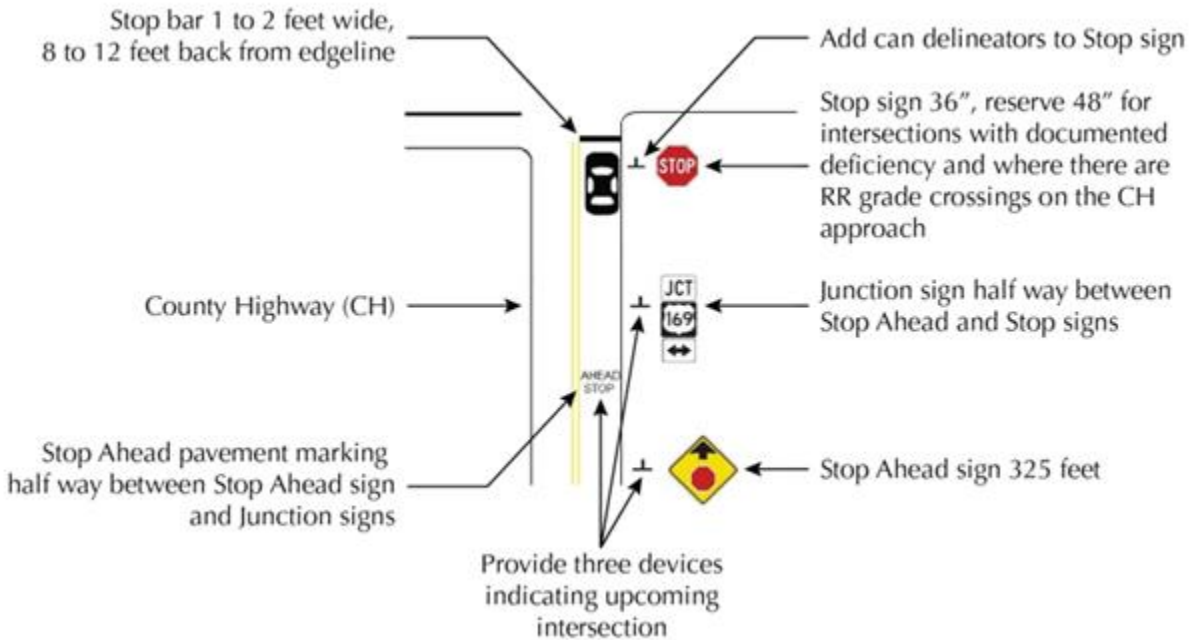 Stop bar 1 to 2 feet wide,
8 to 12 feet back from edgeline
Add can delineators to Stop sign
Stop sign 36”, reserve 48” for
intersections with documented
deficiency and where there are
RR grade crossings on the CH
approach
STOP
County Highway (CH)
JCT
169
Junction sign half way between
Stop Ahead and Stop signs
AHEAD
STOP
Stop Ahead pavement marking
half way between Stop Ahead sign
and Junction signs
Stop Ahead sign 325 feet
Provide three devices
indicating upcoming
intersection